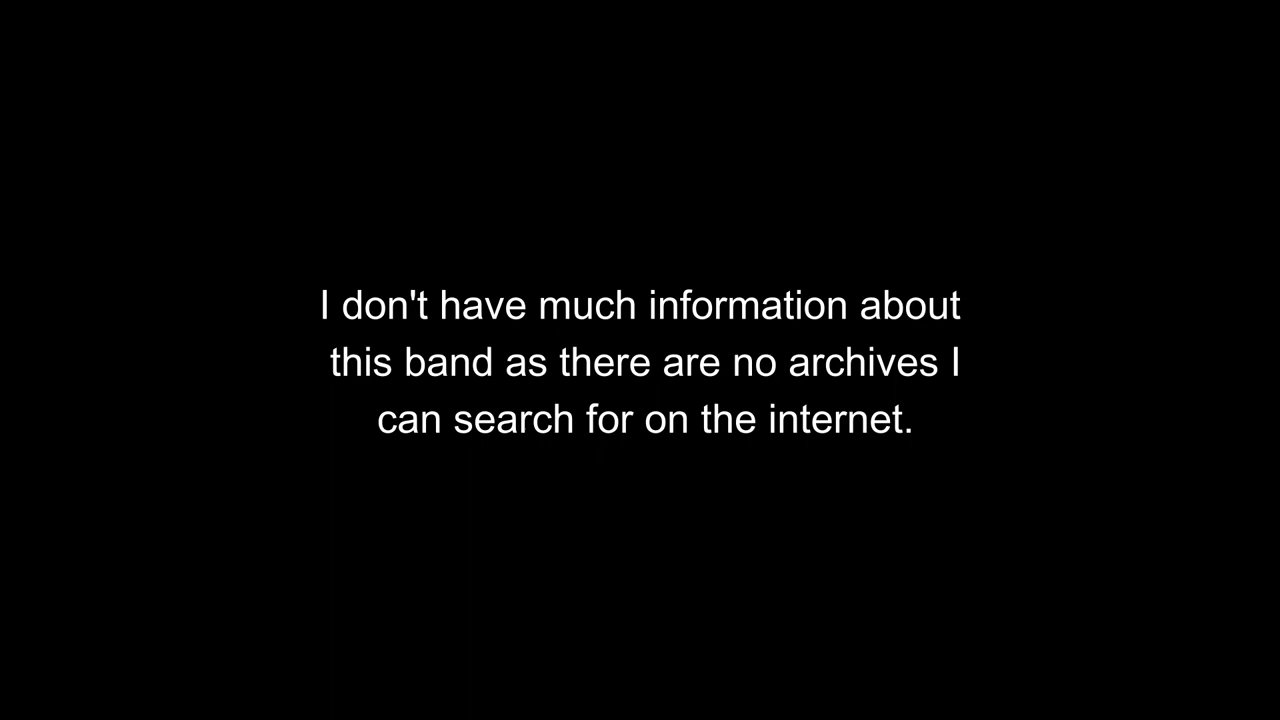 I don't have much information about
this band as there are no archives I
can search for on the internet.